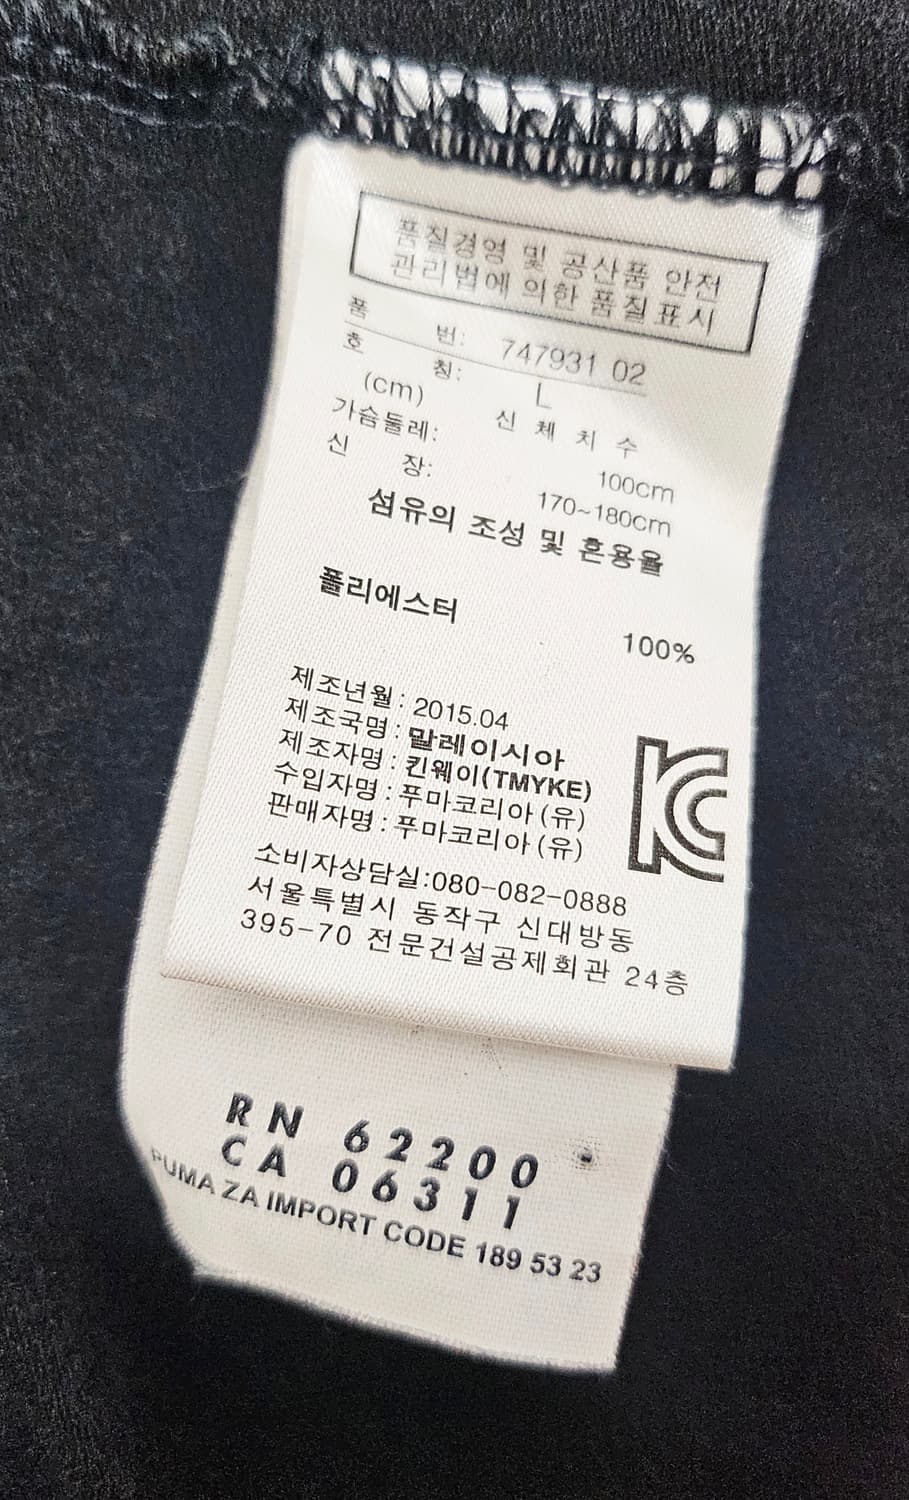 품질경영 및 공산품 안전
관리법에 의한 품질표시
품 번: 747931 02
호 칭: L
(cm) 신 체 치 수
가슴둘레: 100cm
신 장: 170~180cm
섬유의 조성 및 혼용율
폴리에스터 100%
제조년월: 2015.04
제조국명: 말레이시아
제조자명: 킨웨이(TMYKE)
수입자명: 푸마코리아(유)
판매자명: 푸마코리아(유)
소비자상담실:080-082-0888
서울특별시 동작구 신대방동
395-70 전문건설공제회관 24층
RN 62200
CA 06311
PUMA ZA IMPORT CODE 189 53 23